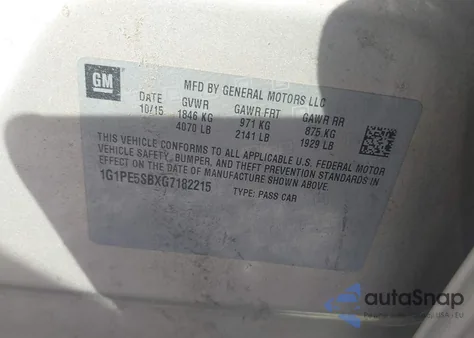 GM
MFD BY GENERAL MOTORS LLC
DATE GVWR GAWR FRT GAWR RR
10/15 1846 KG 971 KG 875 KG
4070 LB 2141 LB 1929 LB
THIS VEHICLE CONFORMS TO ALL APPLICABLE U.S. FEDERAL MOTOR
VEHICLE SAFETY, BUMPER, AND THEFT PREVENTION STANDARDS IN
EFFECT ON THE DATE OF MANUFACTURE SHOWN ABOVE.
1G1PE5SBXG7182215 TYPE: PASS CAR
autoSnap